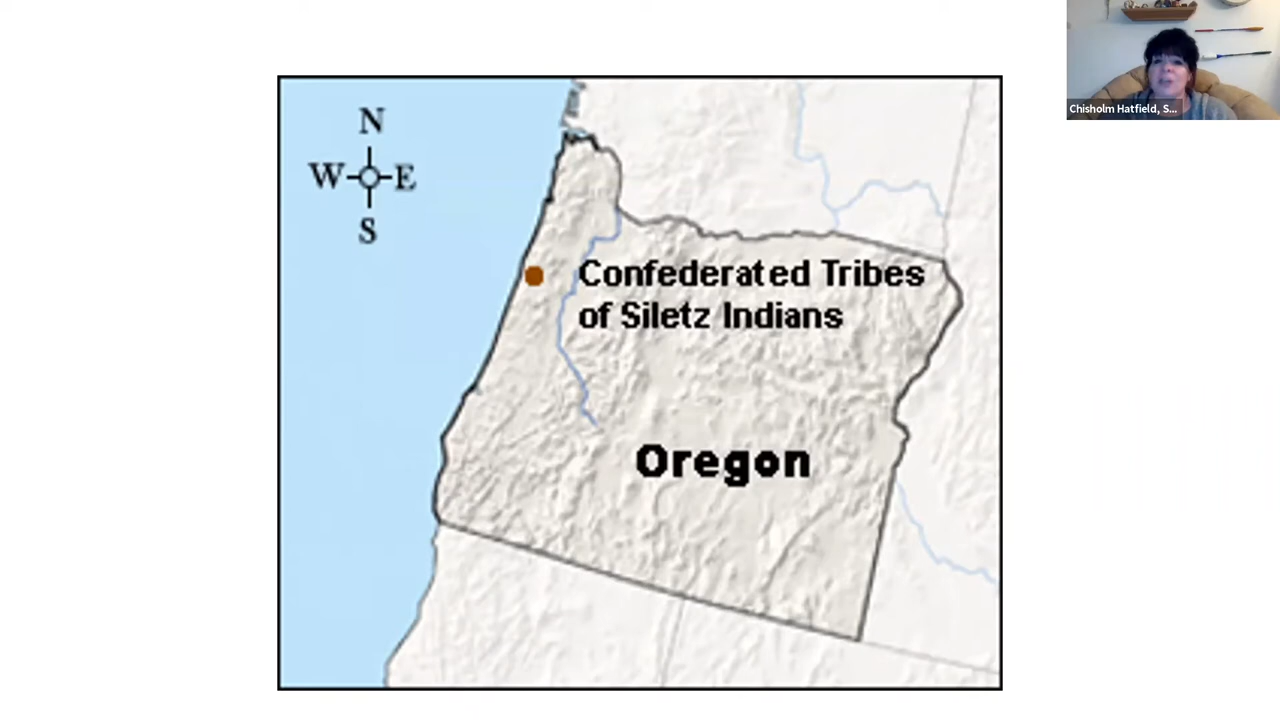 N
W E
S
Confederated Tribes
of Siletz Indians
Oregon
Chisholm Hatfield, S...